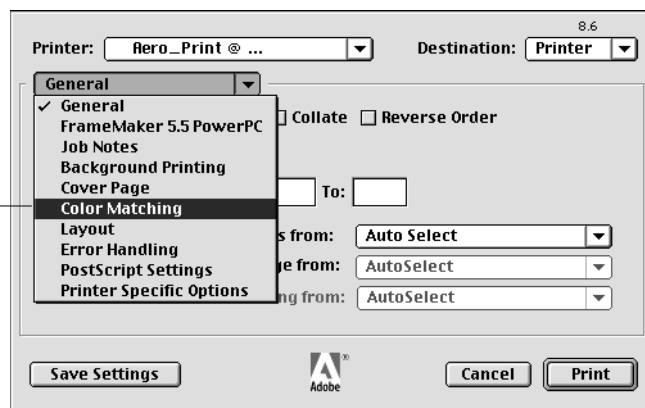 8.6
Printer: Aero_Print @ ... Destination: Printer
General
✓ General
FrameMaker 5.5 PowerPC
Collate Reverse Order
Job Notes
Background Printing
Cover Page
To:
Color Matching
Layout
s from: Auto Select
Error Handling
PostScript Settings
e from: AutoSelect
Printer Specific Options
ng from: AutoSelect
Save Settings
Adobe®
Cancel
Print